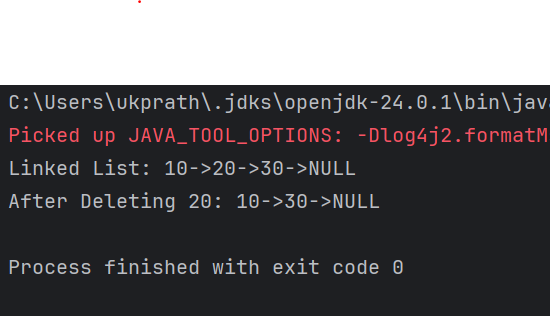 C:\Users\ukprath\.jdks\openjdk-24.0.1\bin\java
Picked up JAVA_TOOL_OPTIONS: -Dlog4j2.formatM
Linked List: 10->20->30->NULL
After Deleting 20: 10->30->NULL
Process finished with exit code 0